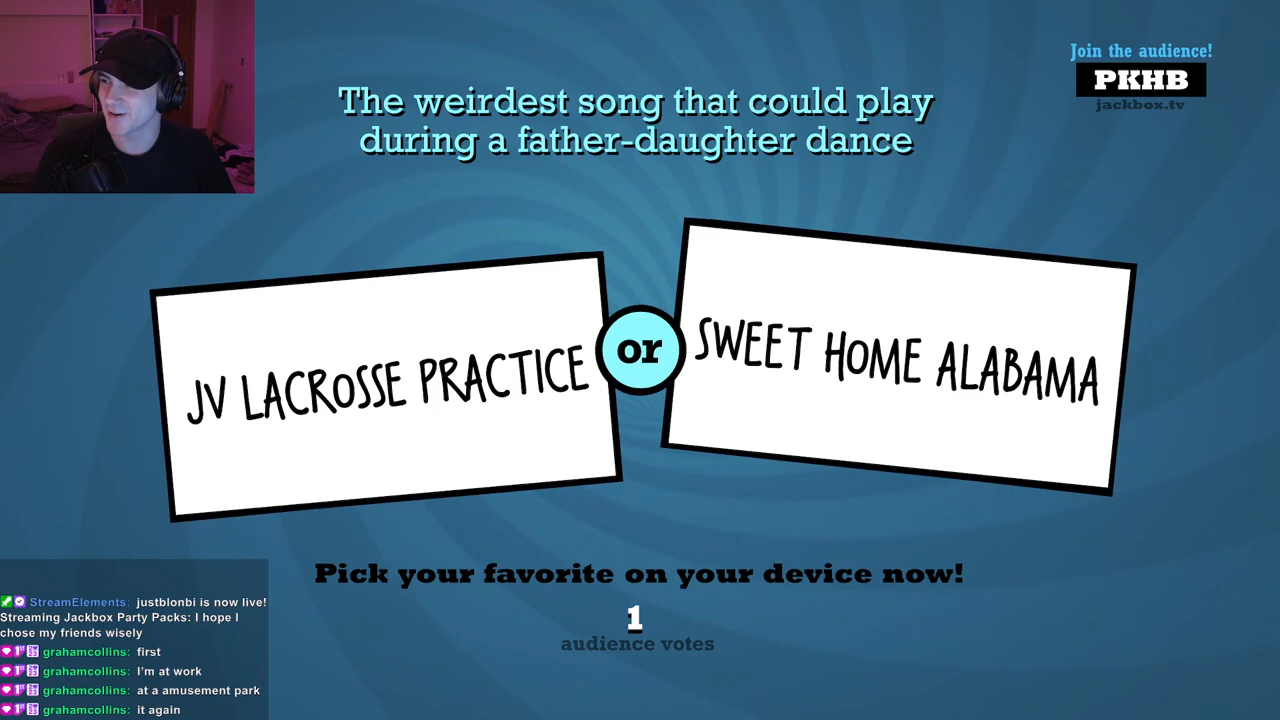 Join the audience!
PKHB
jackbox.tv
The weirdest song that could play
during a father-daughter dance
JV LACROSSE PRACTICE
or
SWEET HOME ALABAMA
Pick your favorite on your device now!
1
audience votes
StreamElements: justblonbi is now live!
Streaming Jackbox Party Packs: I hope I
chose my friends wisely
grahamcollins: first
grahamcollins: I'm at work
grahamcollins: at a amusement park
grahamcollins: it again